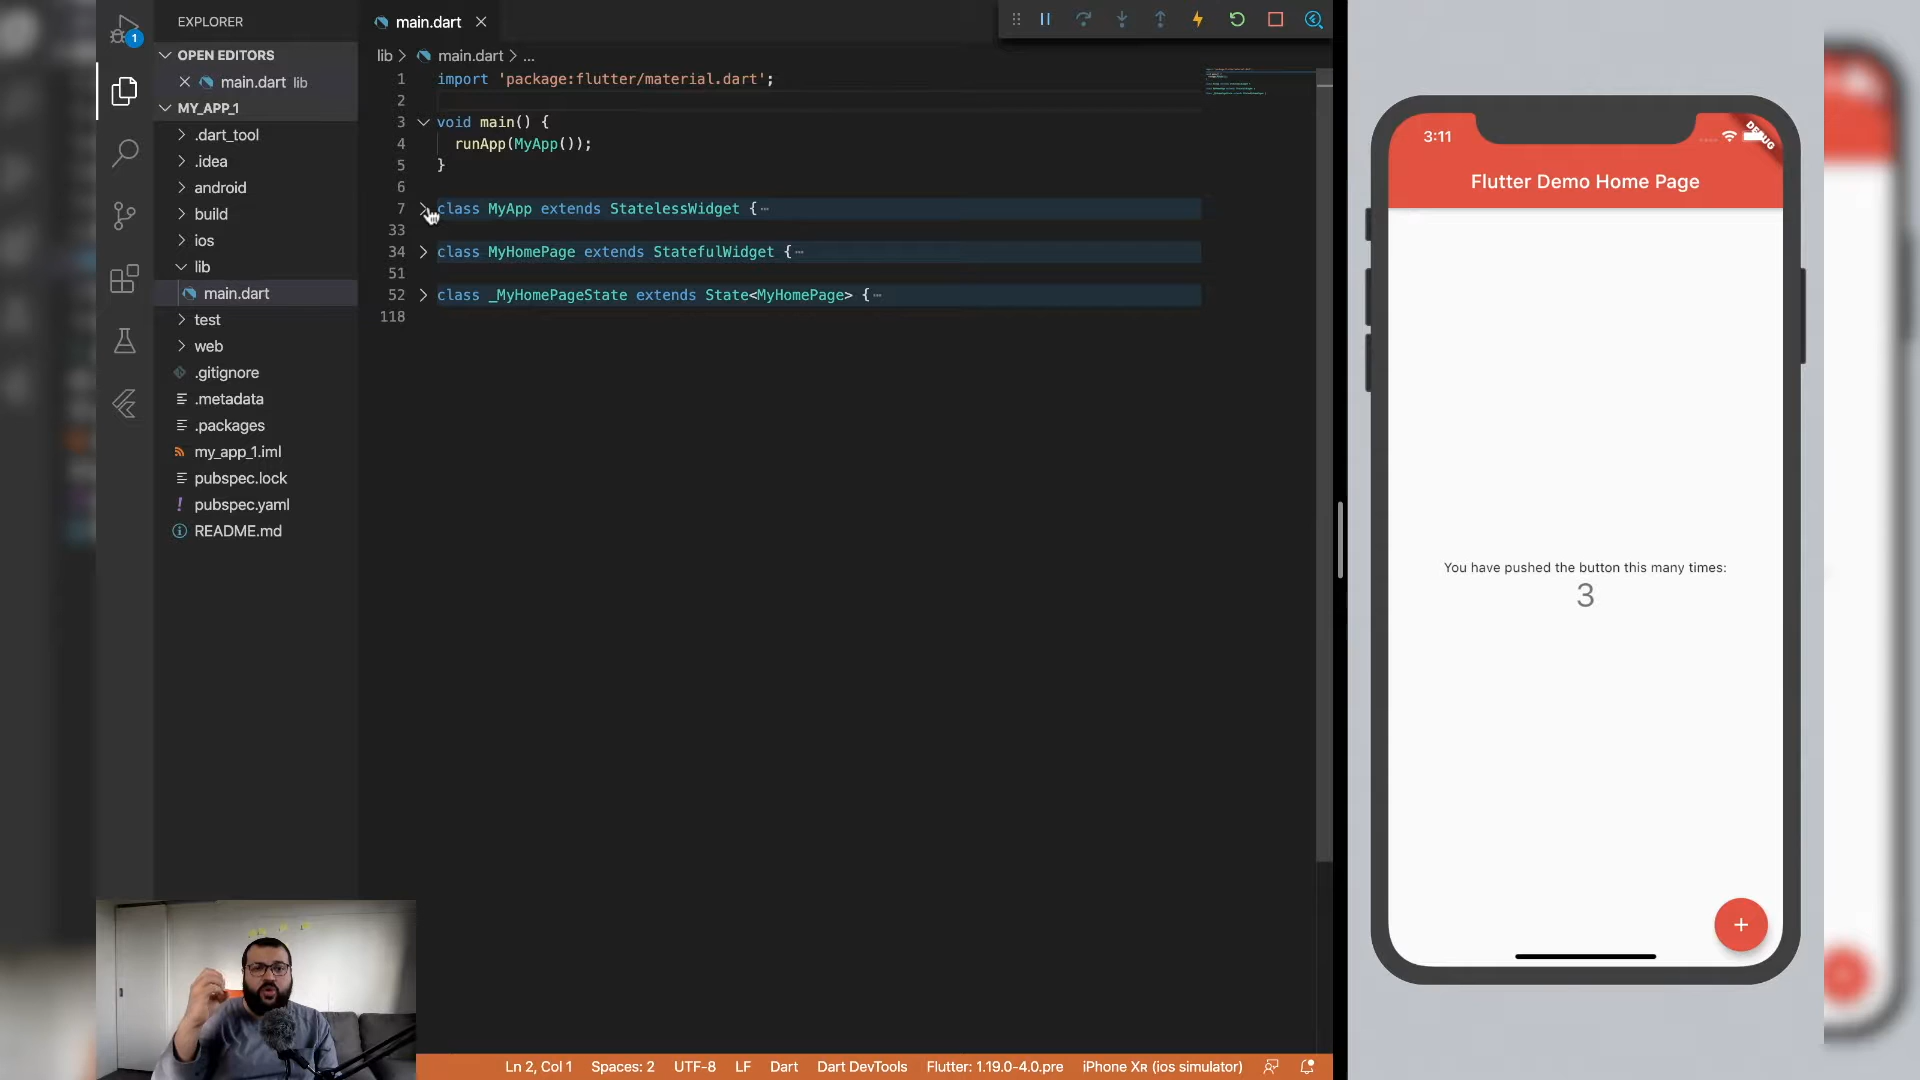 1
EXPLORER
OPEN EDITORS
main.dart lib
MY_APP_1
.dart_tool
.idea
android
build
ios
lib
main.dart
test
web
.gitignore
.metadata
.packages
my_app_1.iml
pubspec.lock
pubspec.yaml
README.md
main.dart
lib > main.dart > ...
1 import 'package:flutter/material.dart';
2
3 void main() {
4 runApp(MyApp());
5 }
6
7 class MyApp extends StatelessWidget {
33
34 class MyHomePage extends StatefulWidget {
51
52 class _MyHomePageState extends State<MyHomePage> {
118
Ln 2, Col 1 Spaces: 2 UTF-8 LF Dart Dart DevTools Flutter: 1.19.0-4.0.pre iPhone Xʀ (ios simulator)
3:11
DEBUG
Flutter Demo Home Page
You have pushed the button this many times:
3
+